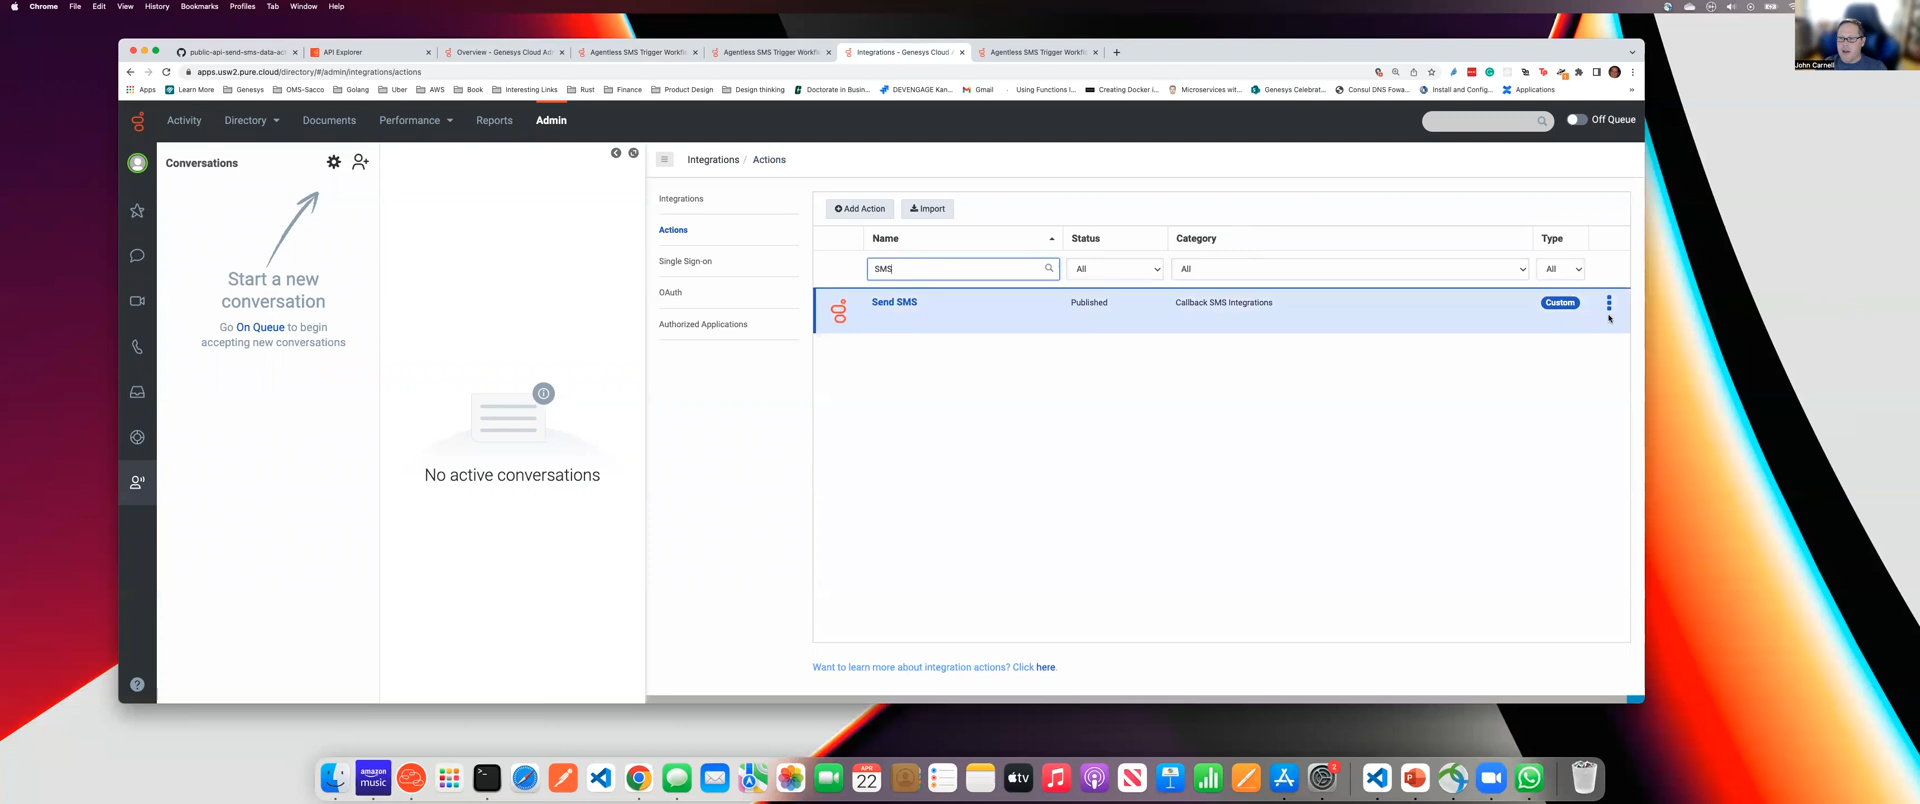 Chrome File Edit View History Bookmarks Profiles Tab Window Help
John Carnell
public-api-send-sms-data-ac
API Explorer
Overview - Genesys Cloud Ad
Agentless SMS Trigger Workfl
Agentless SMS Trigger Workfl
Integrations - Genesys Cloud A
Agentless SMS Trigger Workfl
apps.usw2.pure.cloud/directory/#/admin/integrations/actions
Apps Learn More Genesys OMS-Sacco Golang Uber AWS Book Interesting Links Rust Finance Product Design Design thinking Doctorate in Busin... DEVENGAGE Kan... Gmail Using Functions I... Creating Docker i... Microservices wit... Genesys Celebrat... Consul DNS Fowa... Install and Config... Applications
Activity Directory Documents Performance Reports Admin Off Queue
Conversations
Start a new
conversation
Go On Queue to begin
accepting new conversations
No active conversations
Integrations / Actions
Integrations
Actions
Single Sign-on
OAuth
Authorized Applications
Add Action Import
Name Status Category Type
SMS All All All
Send SMS Published Callback SMS Integrations Custom
Want to learn more about integration actions? Click here.
amazon
music
APR
22
tv
2